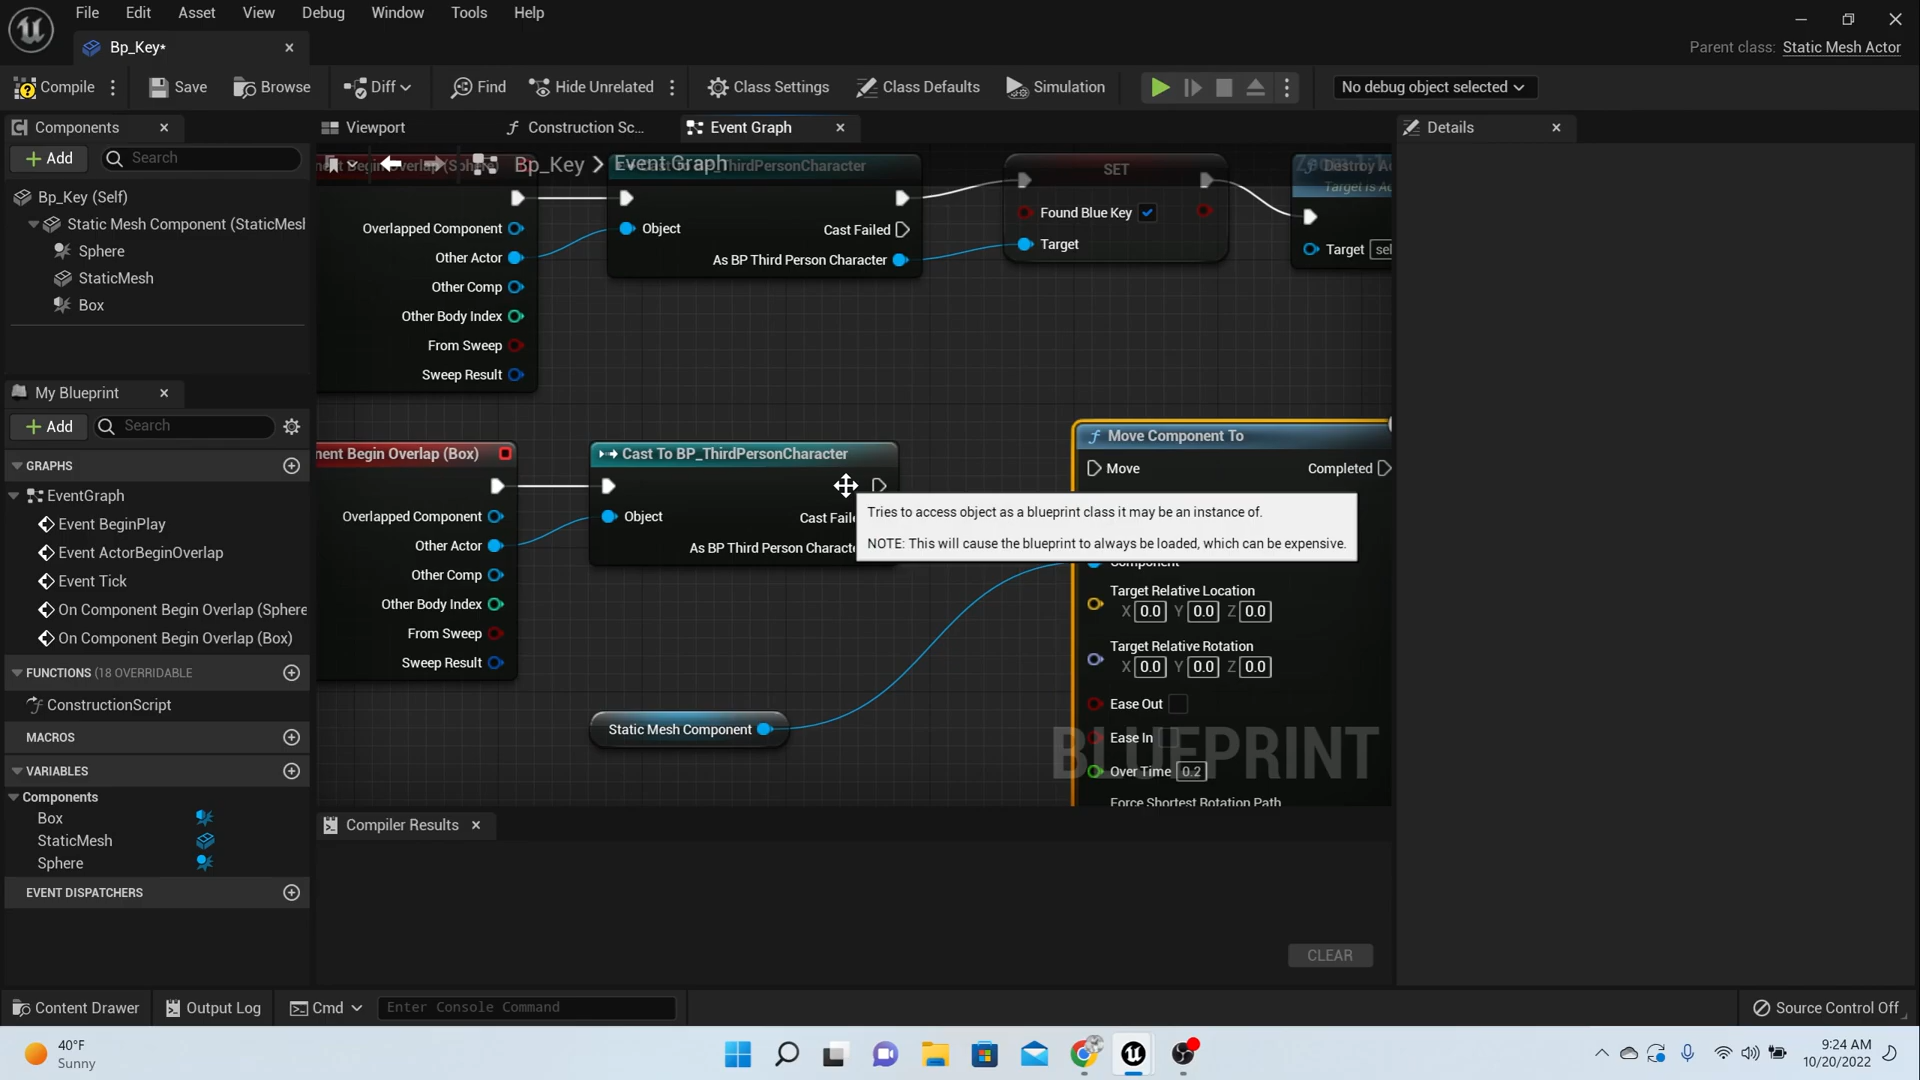 File Edit Asset View Debug Window Tools Help
Bp_Key*
Parent class: Static Mesh Actor
Compile Save Browse Diff Find Hide Unrelated Class Settings Class Defaults Simulation No debug object selected
Components
Viewport Construction Sc... Event Graph
Details
Add Search
Bp_Key (Self)
Static Mesh Component (StaticMesl
Sphere
StaticMesh
Box
My Blueprint
Add Search
GRAPHS
EventGraph
Event BeginPlay
Event ActorBeginOverlap
Event Tick
On Component Begin Overlap (Sphere
On Component Begin Overlap (Box)
FUNCTIONS (18 OVERRIDABLE
ConstructionScript
MACROS
VARIABLES
Components
Box
StaticMesh
Sphere
EVENT DISPATCHERS
Bp_Key > Event Graph
Overlapped Component
Other Actor
Other Comp
Other Body Index
From Sweep
Sweep Result
ThirdPersonCharacter
Object
Cast Failed
As BP Third Person Character
SET
Found Blue Key
Target
Destroy Ac
Target is Ac
Target sel
nent Begin Overlap (Box)
Overlapped Component
Other Actor
Other Comp
Other Body Index
From Sweep
Sweep Result
Cast To BP_ThirdPersonCharacter
Object
Cast Faile
As BP Third Person Characte
Tries to access object as a blueprint class it may be an instance of.
NOTE: This will cause the blueprint to always be loaded, which can be expensive.
Static Mesh Component
Move Component To
Move Completed
Component
Target Relative Location
X 0.0 Y 0.0 Z 0.0
Target Relative Rotation
X 0.0 Y 0.0 Z 0.0
Ease Out
Ease In
Over Time 0.2
Force Shortest Rotation Path
BLUEPRINT
Compiler Results
CLEAR
Content Drawer Output Log Cmd Enter Console Command Source Control Off
40°F
Sunny
9:24 AM
10/20/2022